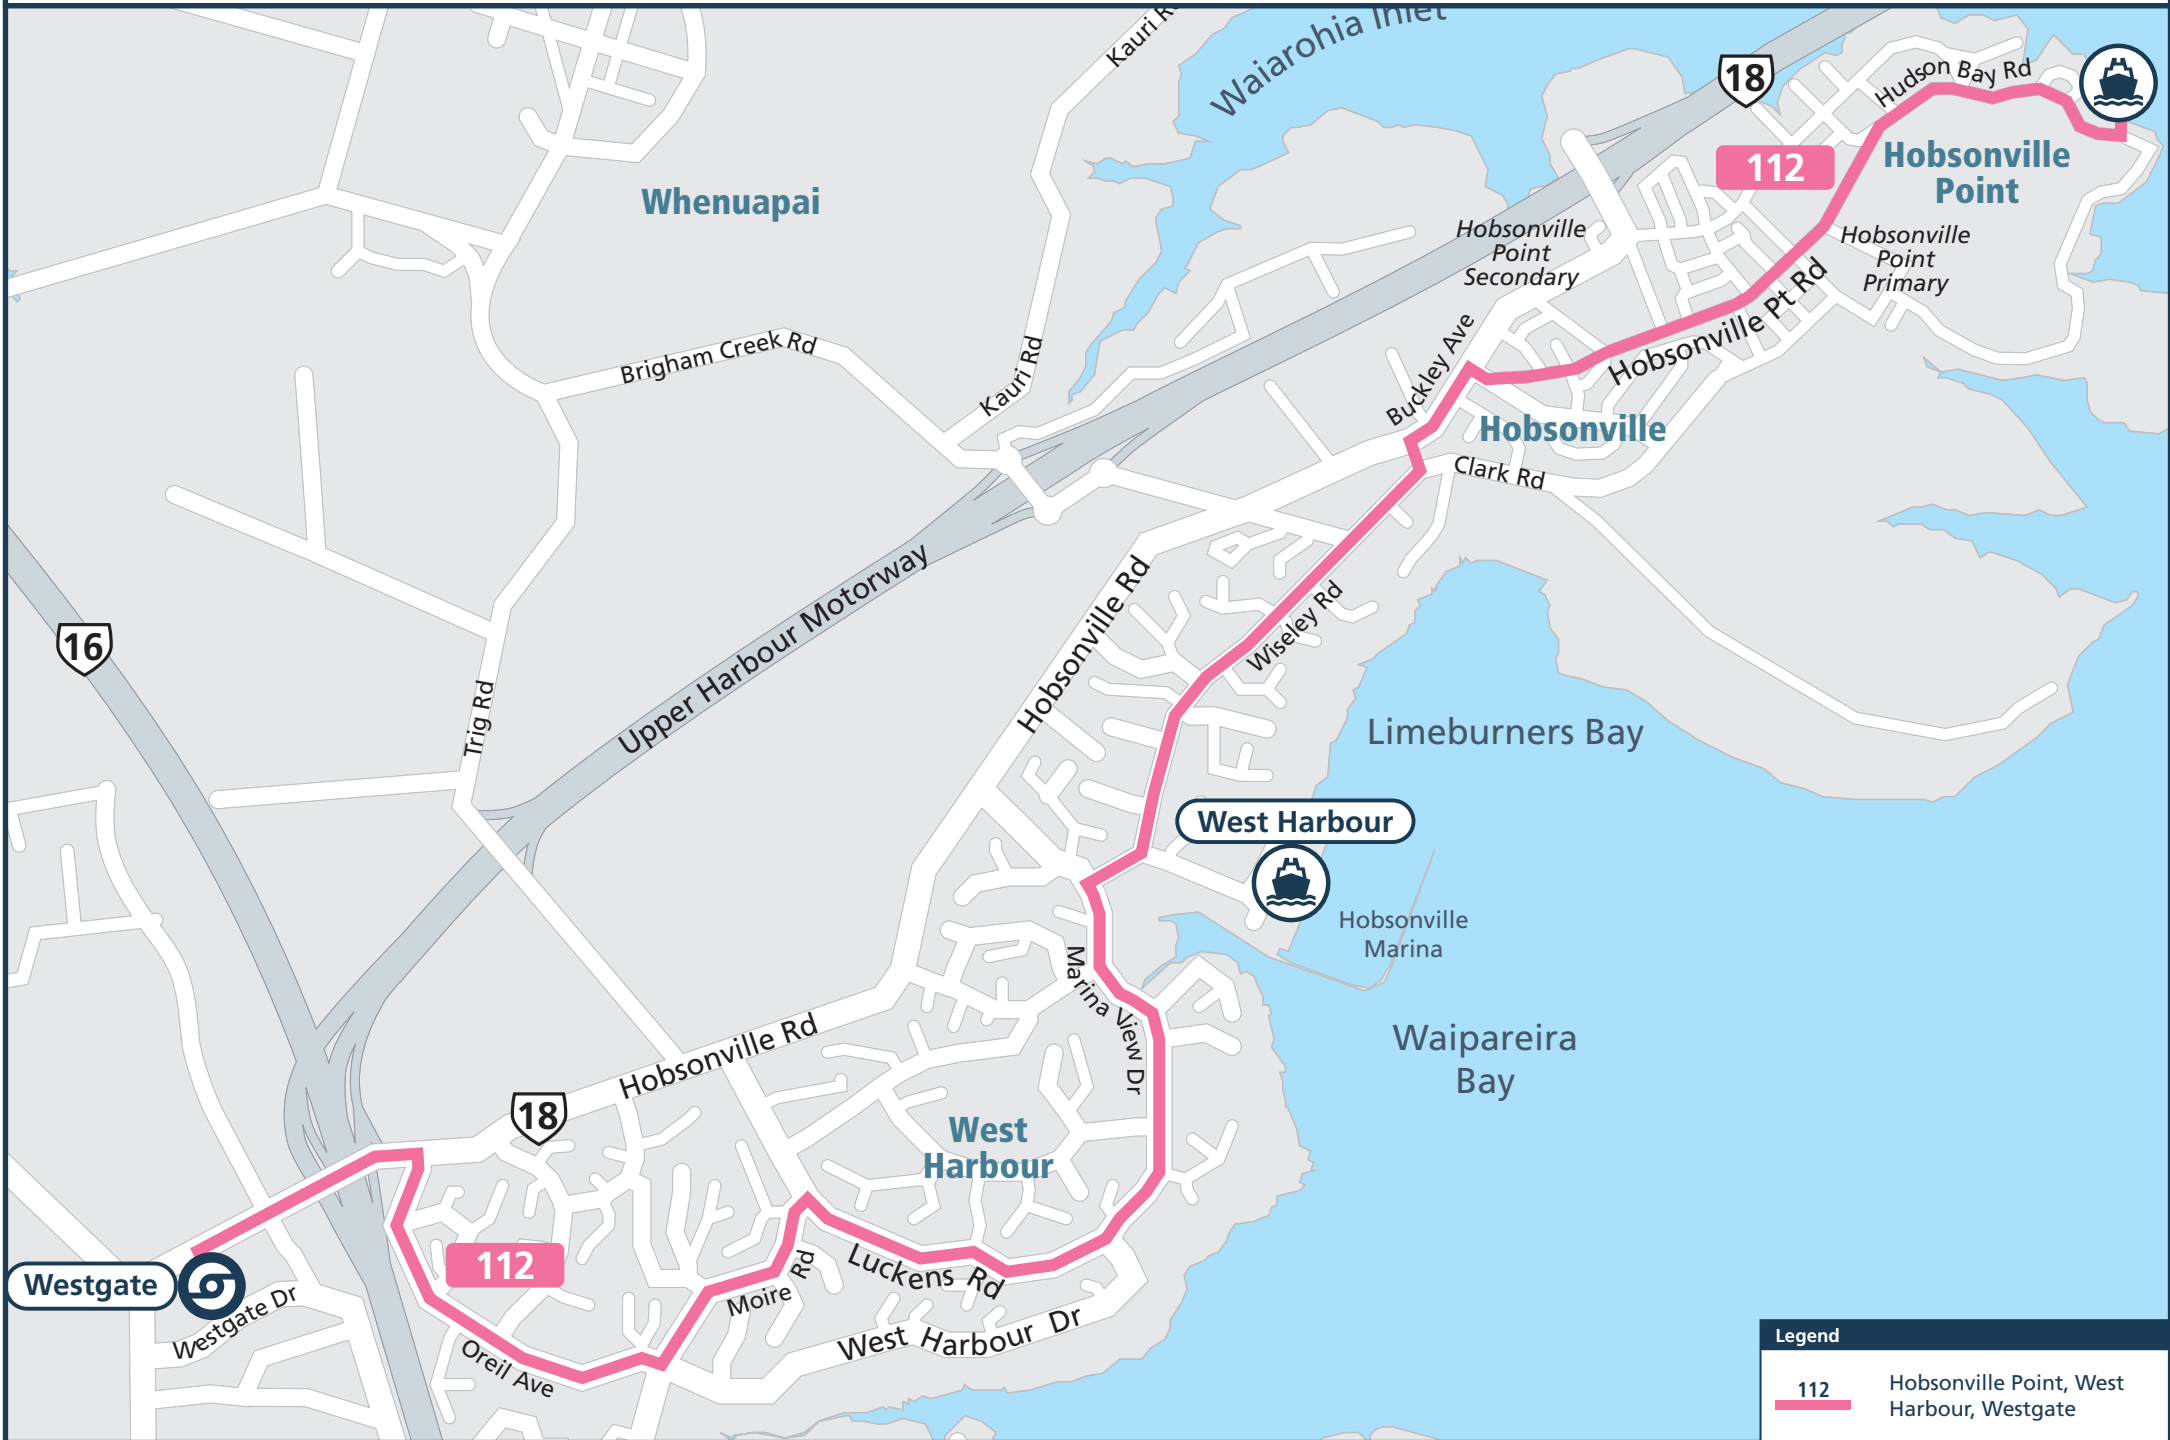 Kauri Rd
Waiarohia Inlet
18
Hudson Bay Rd
112
Hobsonville
Point
Whenuapai
Hobsonville
Point
Secondary
Hobsonville
Point
Primary
Hobsonville Pt Rd
Brigham Creek Rd
Kauri Rd
Buckley Ave
Hobsonville
Clark Rd
Upper Harbour Motorway
Hobsonville Rd
Wiseley Rd
16
Trig Rd
Limeburners Bay
West Harbour
Hobsonville
Marina
Marina View Dr
Waipareira
Bay
Hobsonville Rd
18
West
Harbour
112
Westgate
Westgate Dr
Oreil Ave
Moire Rd
Luckens Rd
West Harbour Dr
Legend
112
Hobsonville Point, West
Harbour, Westgate